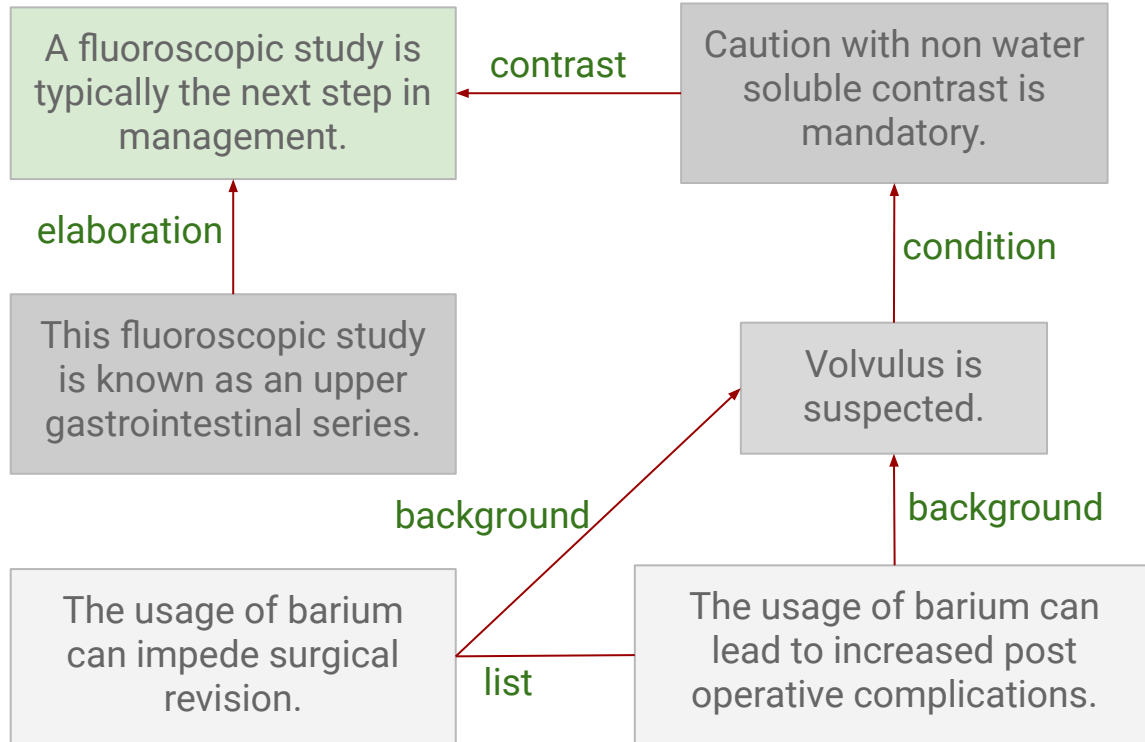 A fluoroscopic study is
typically the next step in
management.
contrast
Caution with non water
soluble contrast is
mandatory.
elaboration
condition
This fluoroscopic study
is known as an upper
gastrointestinal series.
Volvulus is
suspected.
background
background
The usage of barium
can impede surgical
revision.
list
The usage of barium can
lead to increased post
operative complications.